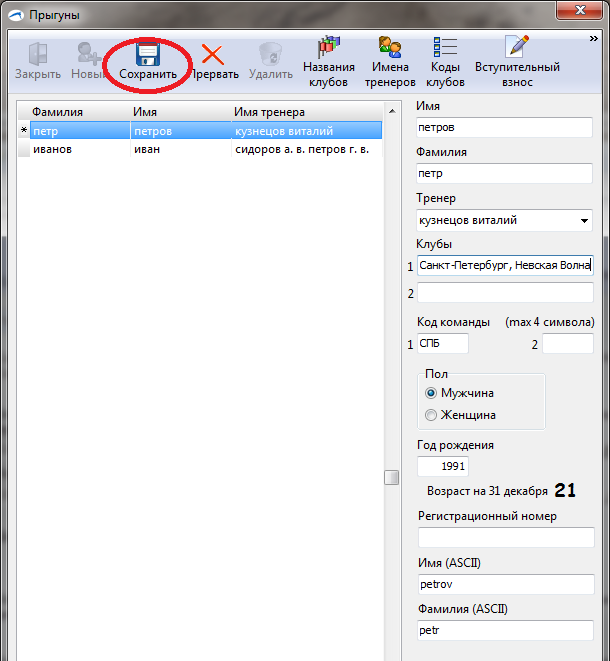 Прыгуны
Закрыть Новый Сохранить Прервать Удалить Названия клубов Имена тренеров Коды клубов Вступительный взнос »
Фамилия Имя Имя тренера
* петр петров кузнецов виталий
иванов иван сидоров а. в. петров г. в.
Имя
петров
Фамилия
петр
Тренер
кузнецов виталий
Клубы
1 Санкт-Петербург, Невская Волна
2
Код команды (max 4 символа)
1 СПБ 2
Пол
Мужчина
Женщина
Год рождения
1991
Возраст на 31 декабря 21
Регистрационный номер
Имя (ASCII)
petrov
Фамилия (ASCII)
petr